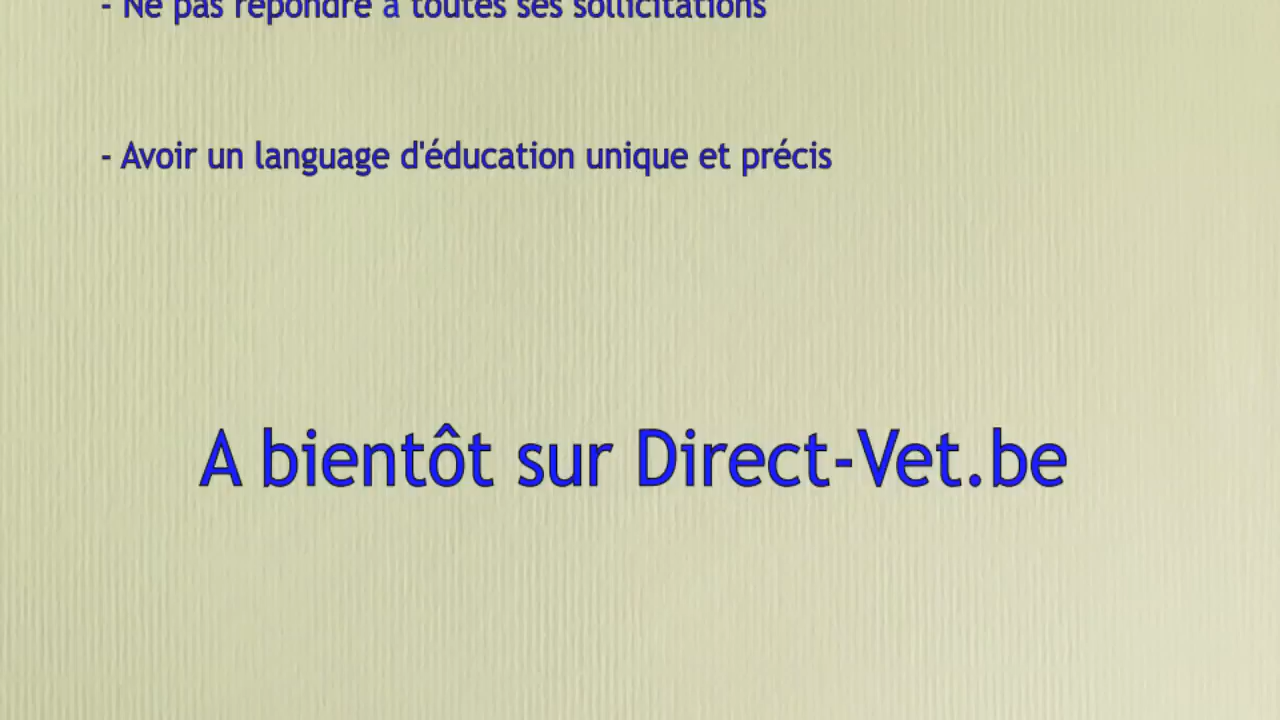 - Ne pas répondre à toutes ses sollicitations
- Avoir un language d'éducation unique et précis
A bientôt sur Direct-Vet.be